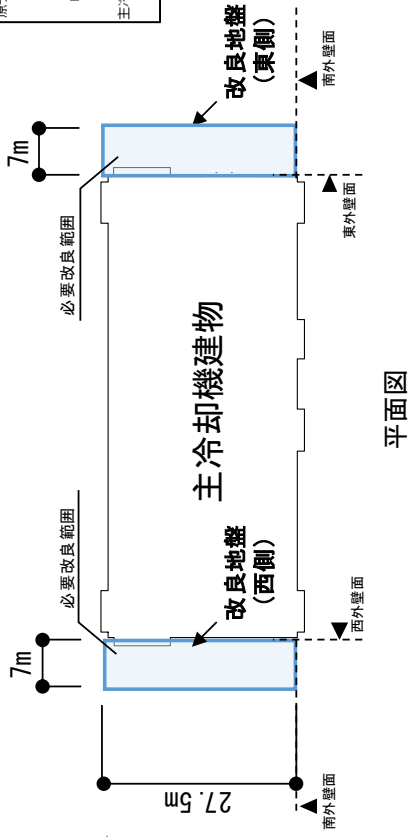 7m
必要改良範囲
改良地盤
(東側)
南外壁面
東外壁面
主冷却機建物
平面図
7m
必要改良範囲
改良地盤
(西側)
西外壁面
27.5m
南外壁面